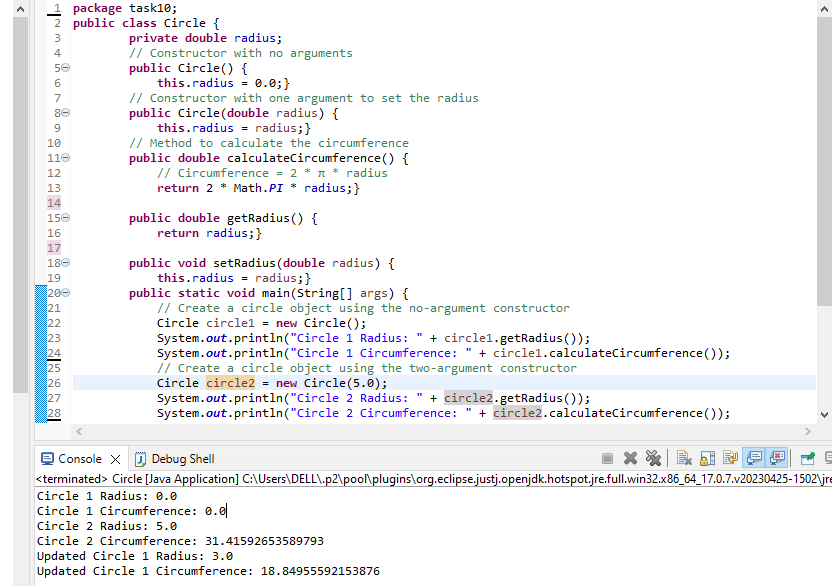 1 package task10;
2 public class Circle {
3 private double radius;
4 // Constructor with no arguments
5 public Circle() {
6 this.radius = 0.0;}
7 // Constructor with one argument to set the radius
8 public Circle(double radius) {
9 this.radius = radius;}
10 // Method to calculate the circumference
11 public double calculateCircumference() {
12 // Circumference = 2 * π * radius
13 return 2 * Math.PI * radius;}
14
15 public double getRadius() {
16 return radius;}
17
18 public void setRadius(double radius) {
19 this.radius = radius;}
20 public static void main(String[] args) {
21 // Create a circle object using the no-argument constructor
22 Circle circle1 = new Circle();
23 System.out.println("Circle 1 Radius: " + circle1.getRadius());
24 System.out.println("Circle 1 Circumference: " + circle1.calculateCircumference());
25 // Create a circle object using the two-argument constructor
26 Circle circle2 = new Circle(5.0);
27 System.out.println("Circle 2 Radius: " + circle2.getRadius());
28 System.out.println("Circle 2 Circumference: " + circle2.calculateCircumference());
Console Debug Shell
<terminated> Circle [Java Application] C:\Users\DELL\.p2\pool\plugins\org.eclipse.justj.openjdk.hotspot.jre.full.win32.x86_64_17.0.7.v20230425-1502\jre
Circle 1 Radius: 0.0
Circle 1 Circumference: 0.0
Circle 2 Radius: 5.0
Circle 2 Circumference: 31.41592653589793
Updated Circle 1 Radius: 3.0
Updated Circle 1 Circumference: 18.84955592153876